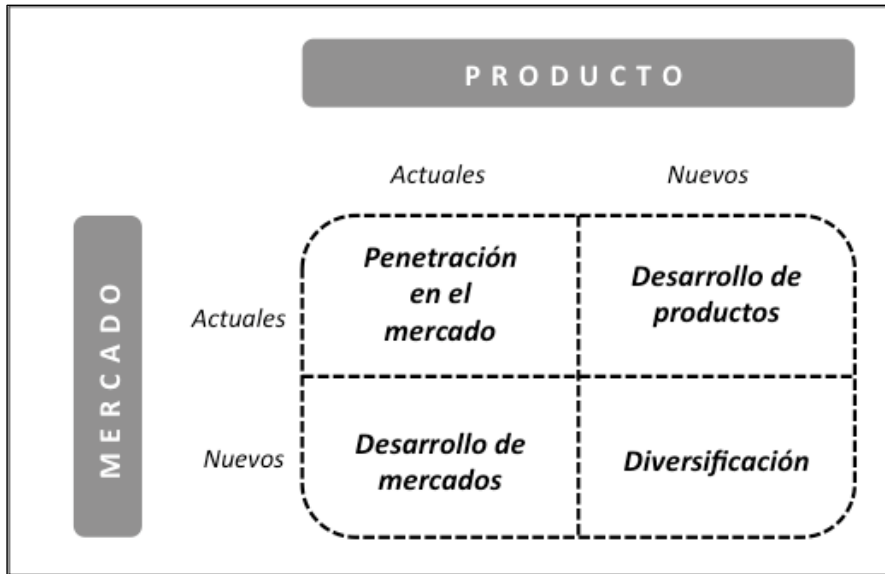 PRODUCTO
Actuales
Nuevos
MERCADO
Actuales
Penetración
en el
mercado
Desarrollo de
productos
Nuevos
Desarrollo de
mercados
Diversificación